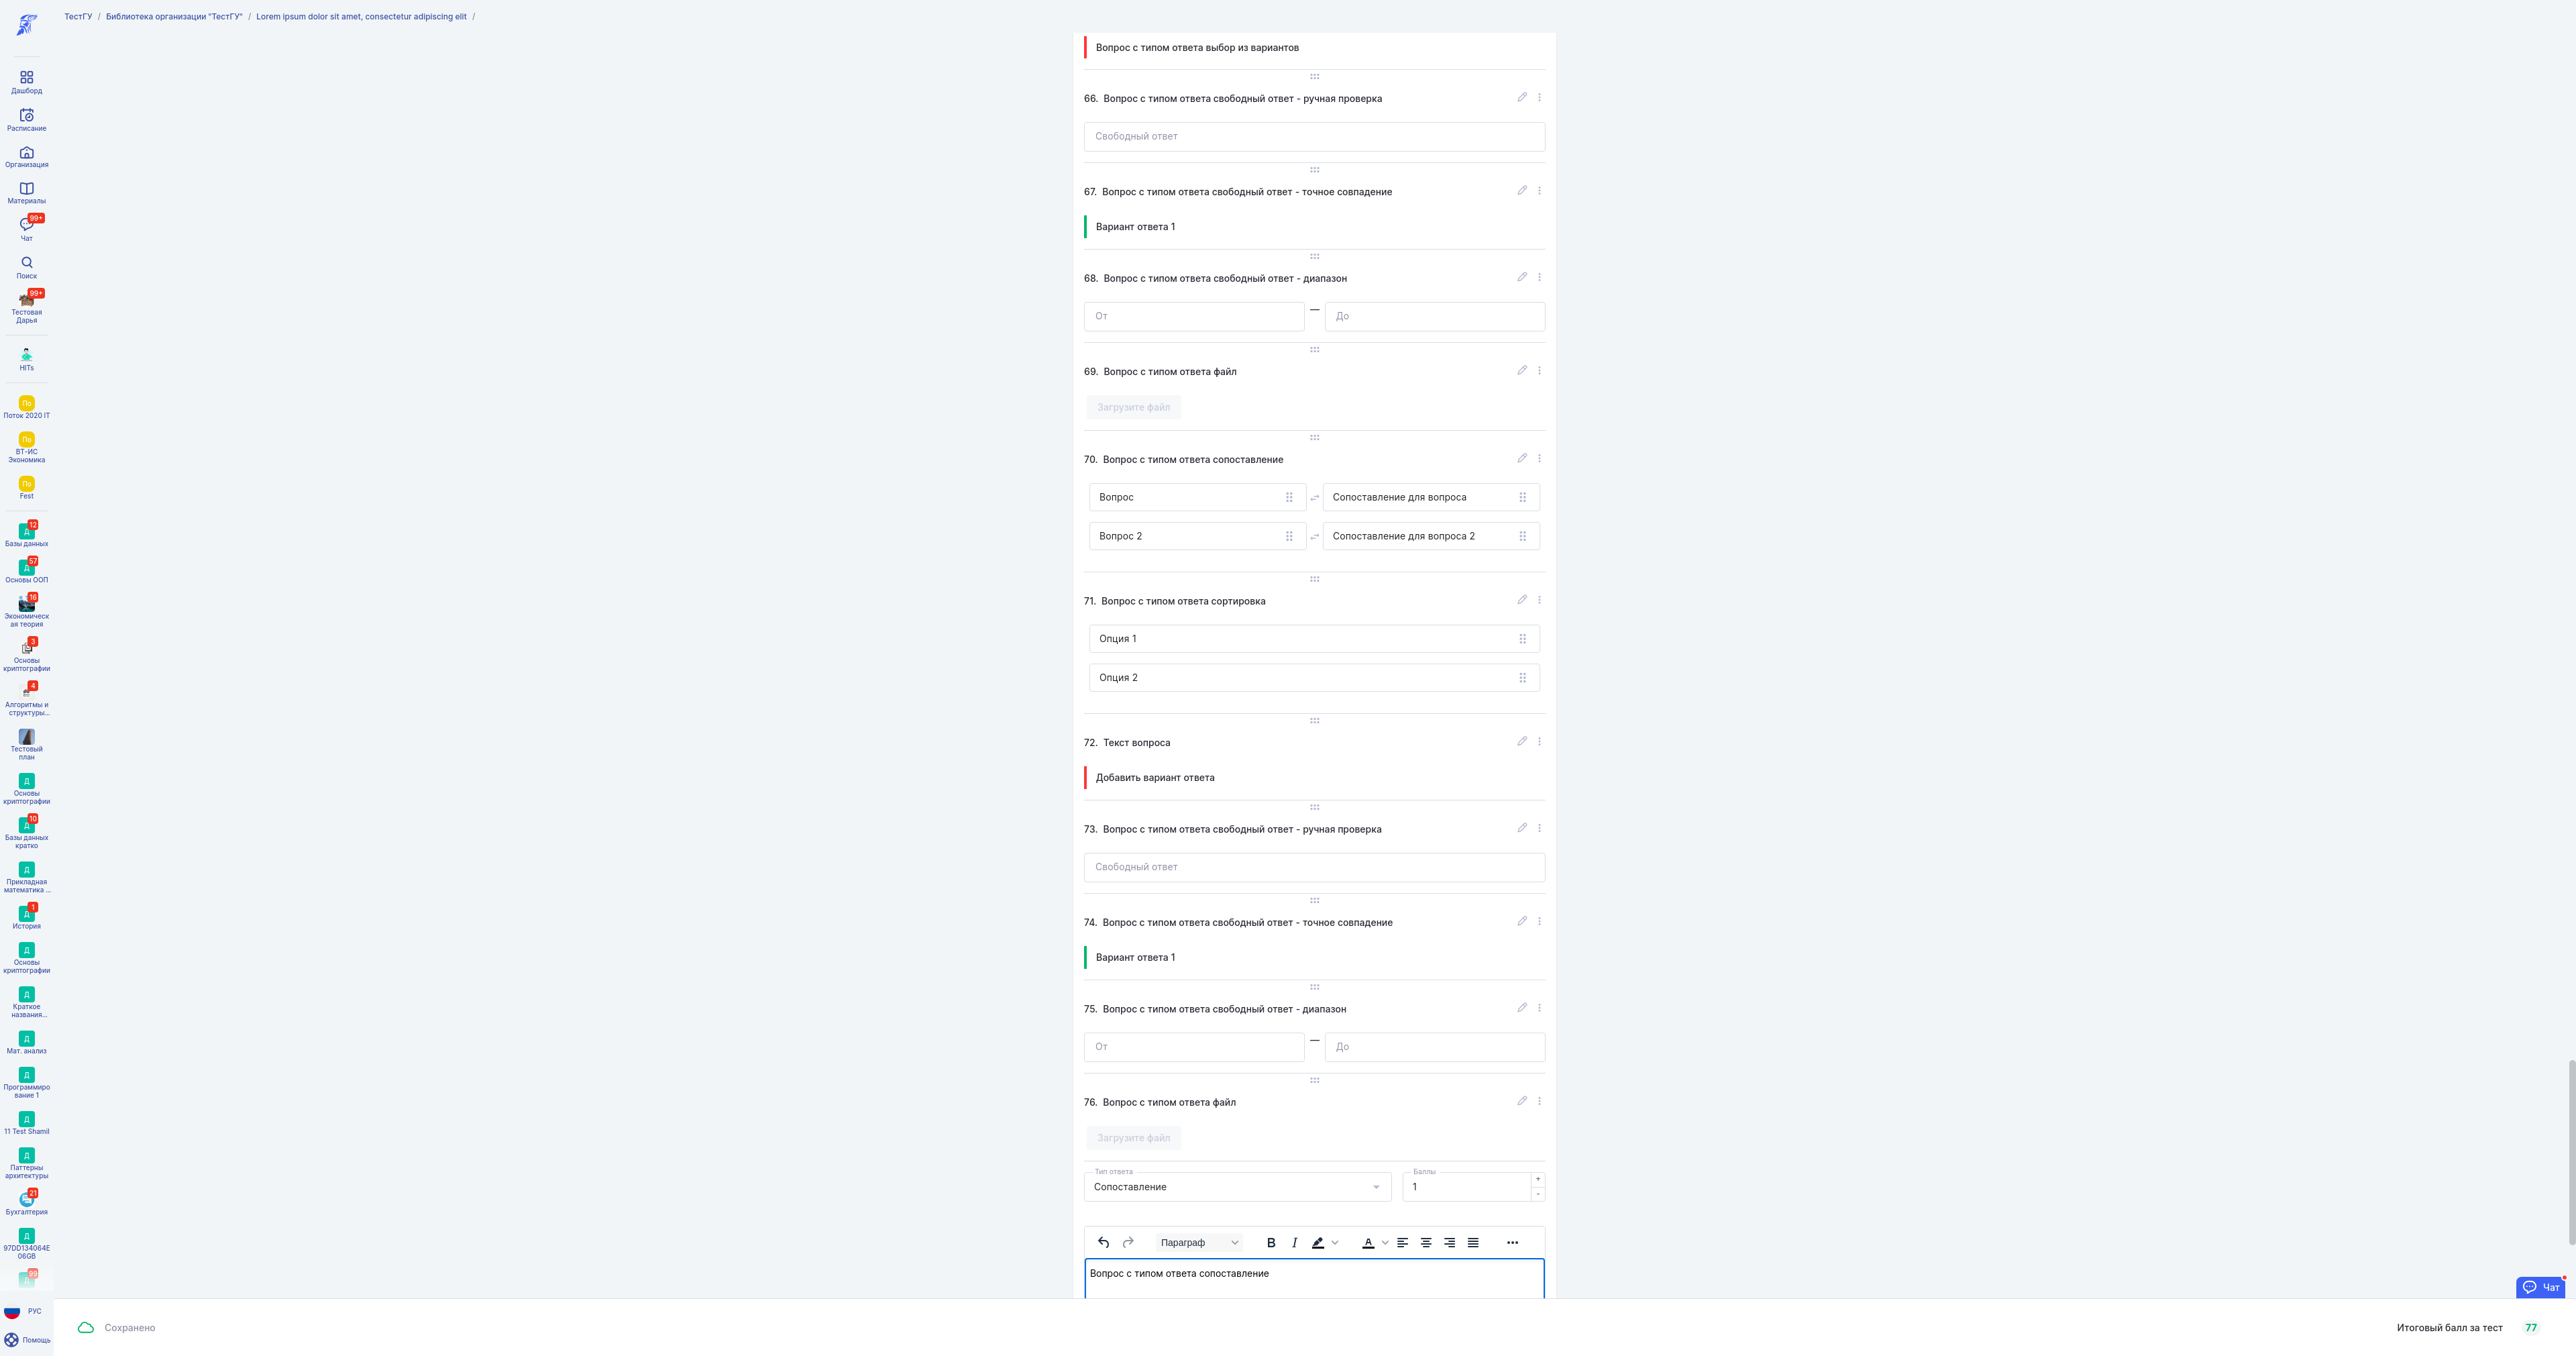 ТестГУ / Библиотека организации "ТестГУ" / Lorem ipsum dolor sit amet, consectetur adipiscing elit /
Дашборд
Расписание
Организация
Материалы
99+
Чат
Поиск
99+
Тестовая
Дарья
HITs
По
Поток 2020 IT
По
ВТ-ИС
Экономика
По
Fest
12
Д
Базы данных
57
Д
Основы ООП
16
Экономическ
ая теория
3
Основы
криптографии
4
Алгоритмы и
структуры...
Тестовый
план
Д
Основы
криптографии
10
Д
Базы данных
кратко
Д
Прикладная
математика ...
1
Д
История
Д
Основы
криптографии
Д
Краткое
названия...
Д
Мат. анализ
Д
Программиро
вание 1
Д
11 Test Shamil
Д
Паттерны
архитектуры
21
Бухгалтерия
Д
97DD134064E
06GB
99
Д
РУС
Помощь
Вопрос с типом ответа выбор из вариантов
66. Вопрос с типом ответа свободный ответ - ручная проверка
Свободный ответ
67. Вопрос с типом ответа свободный ответ - точное совпадение
Вариант ответа 1
68. Вопрос с типом ответа свободный ответ - диапазон
От — До
69. Вопрос с типом ответа файл
Загрузите файл
70. Вопрос с типом ответа сопоставление
Вопрос Сопоставление для вопроса
Вопрос 2 Сопоставление для вопроса 2
71. Вопрос с типом ответа сортировка
Опция 1
Опция 2
72. Текст вопроса
Добавить вариант ответа
73. Вопрос с типом ответа свободный ответ - ручная проверка
Свободный ответ
74. Вопрос с типом ответа свободный ответ - точное совпадение
Вариант ответа 1
75. Вопрос с типом ответа свободный ответ - диапазон
От — До
76. Вопрос с типом ответа файл
Загрузите файл
Тип ответа Баллы
Сопоставление 1 + -
Параграф B I A
Вопрос с типом ответа сопоставление
Чат
Сохранено
Итоговый балл за тест 77